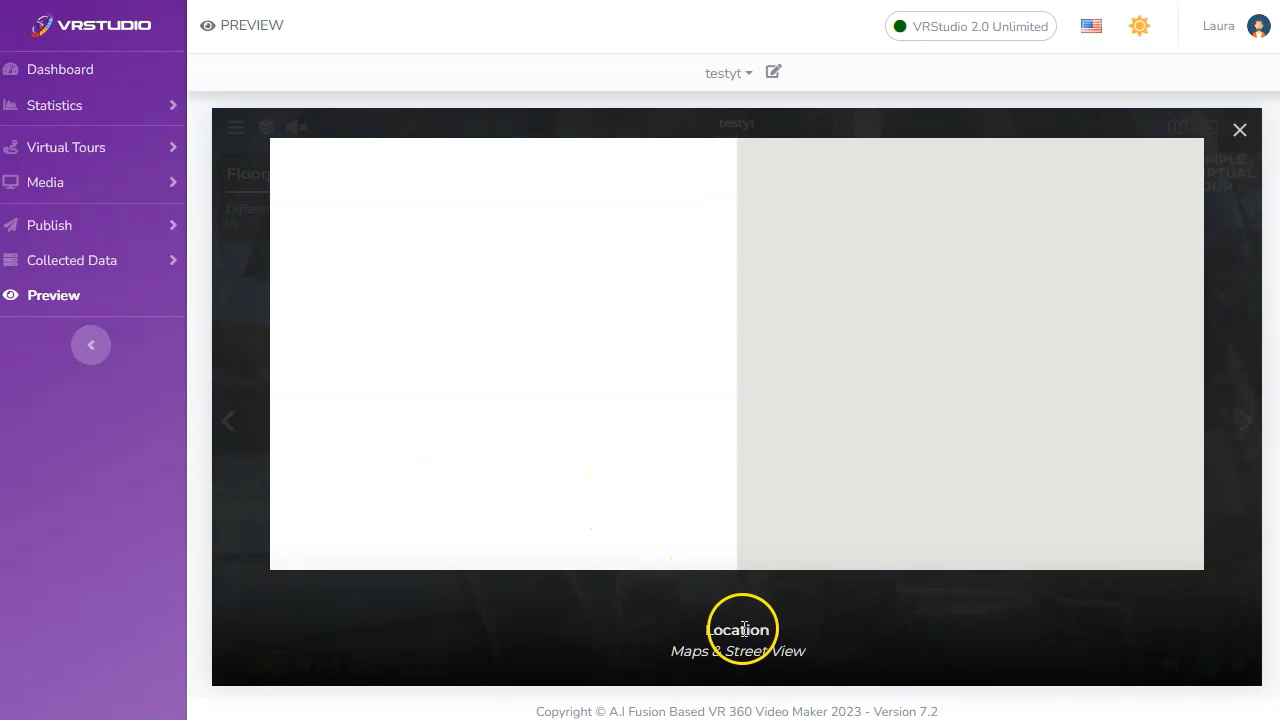 VRSTUDIO
PREVIEW
VRStudio 2.0 Unlimited
Laura
testyt
Dashboard
Statistics
Virtual Tours
Media
Publish
Collected Data
Preview
testyt
Location
Maps & Street View
Copyright © A.I Fusion Based VR 360 Video Maker 2023 - Version 7.2